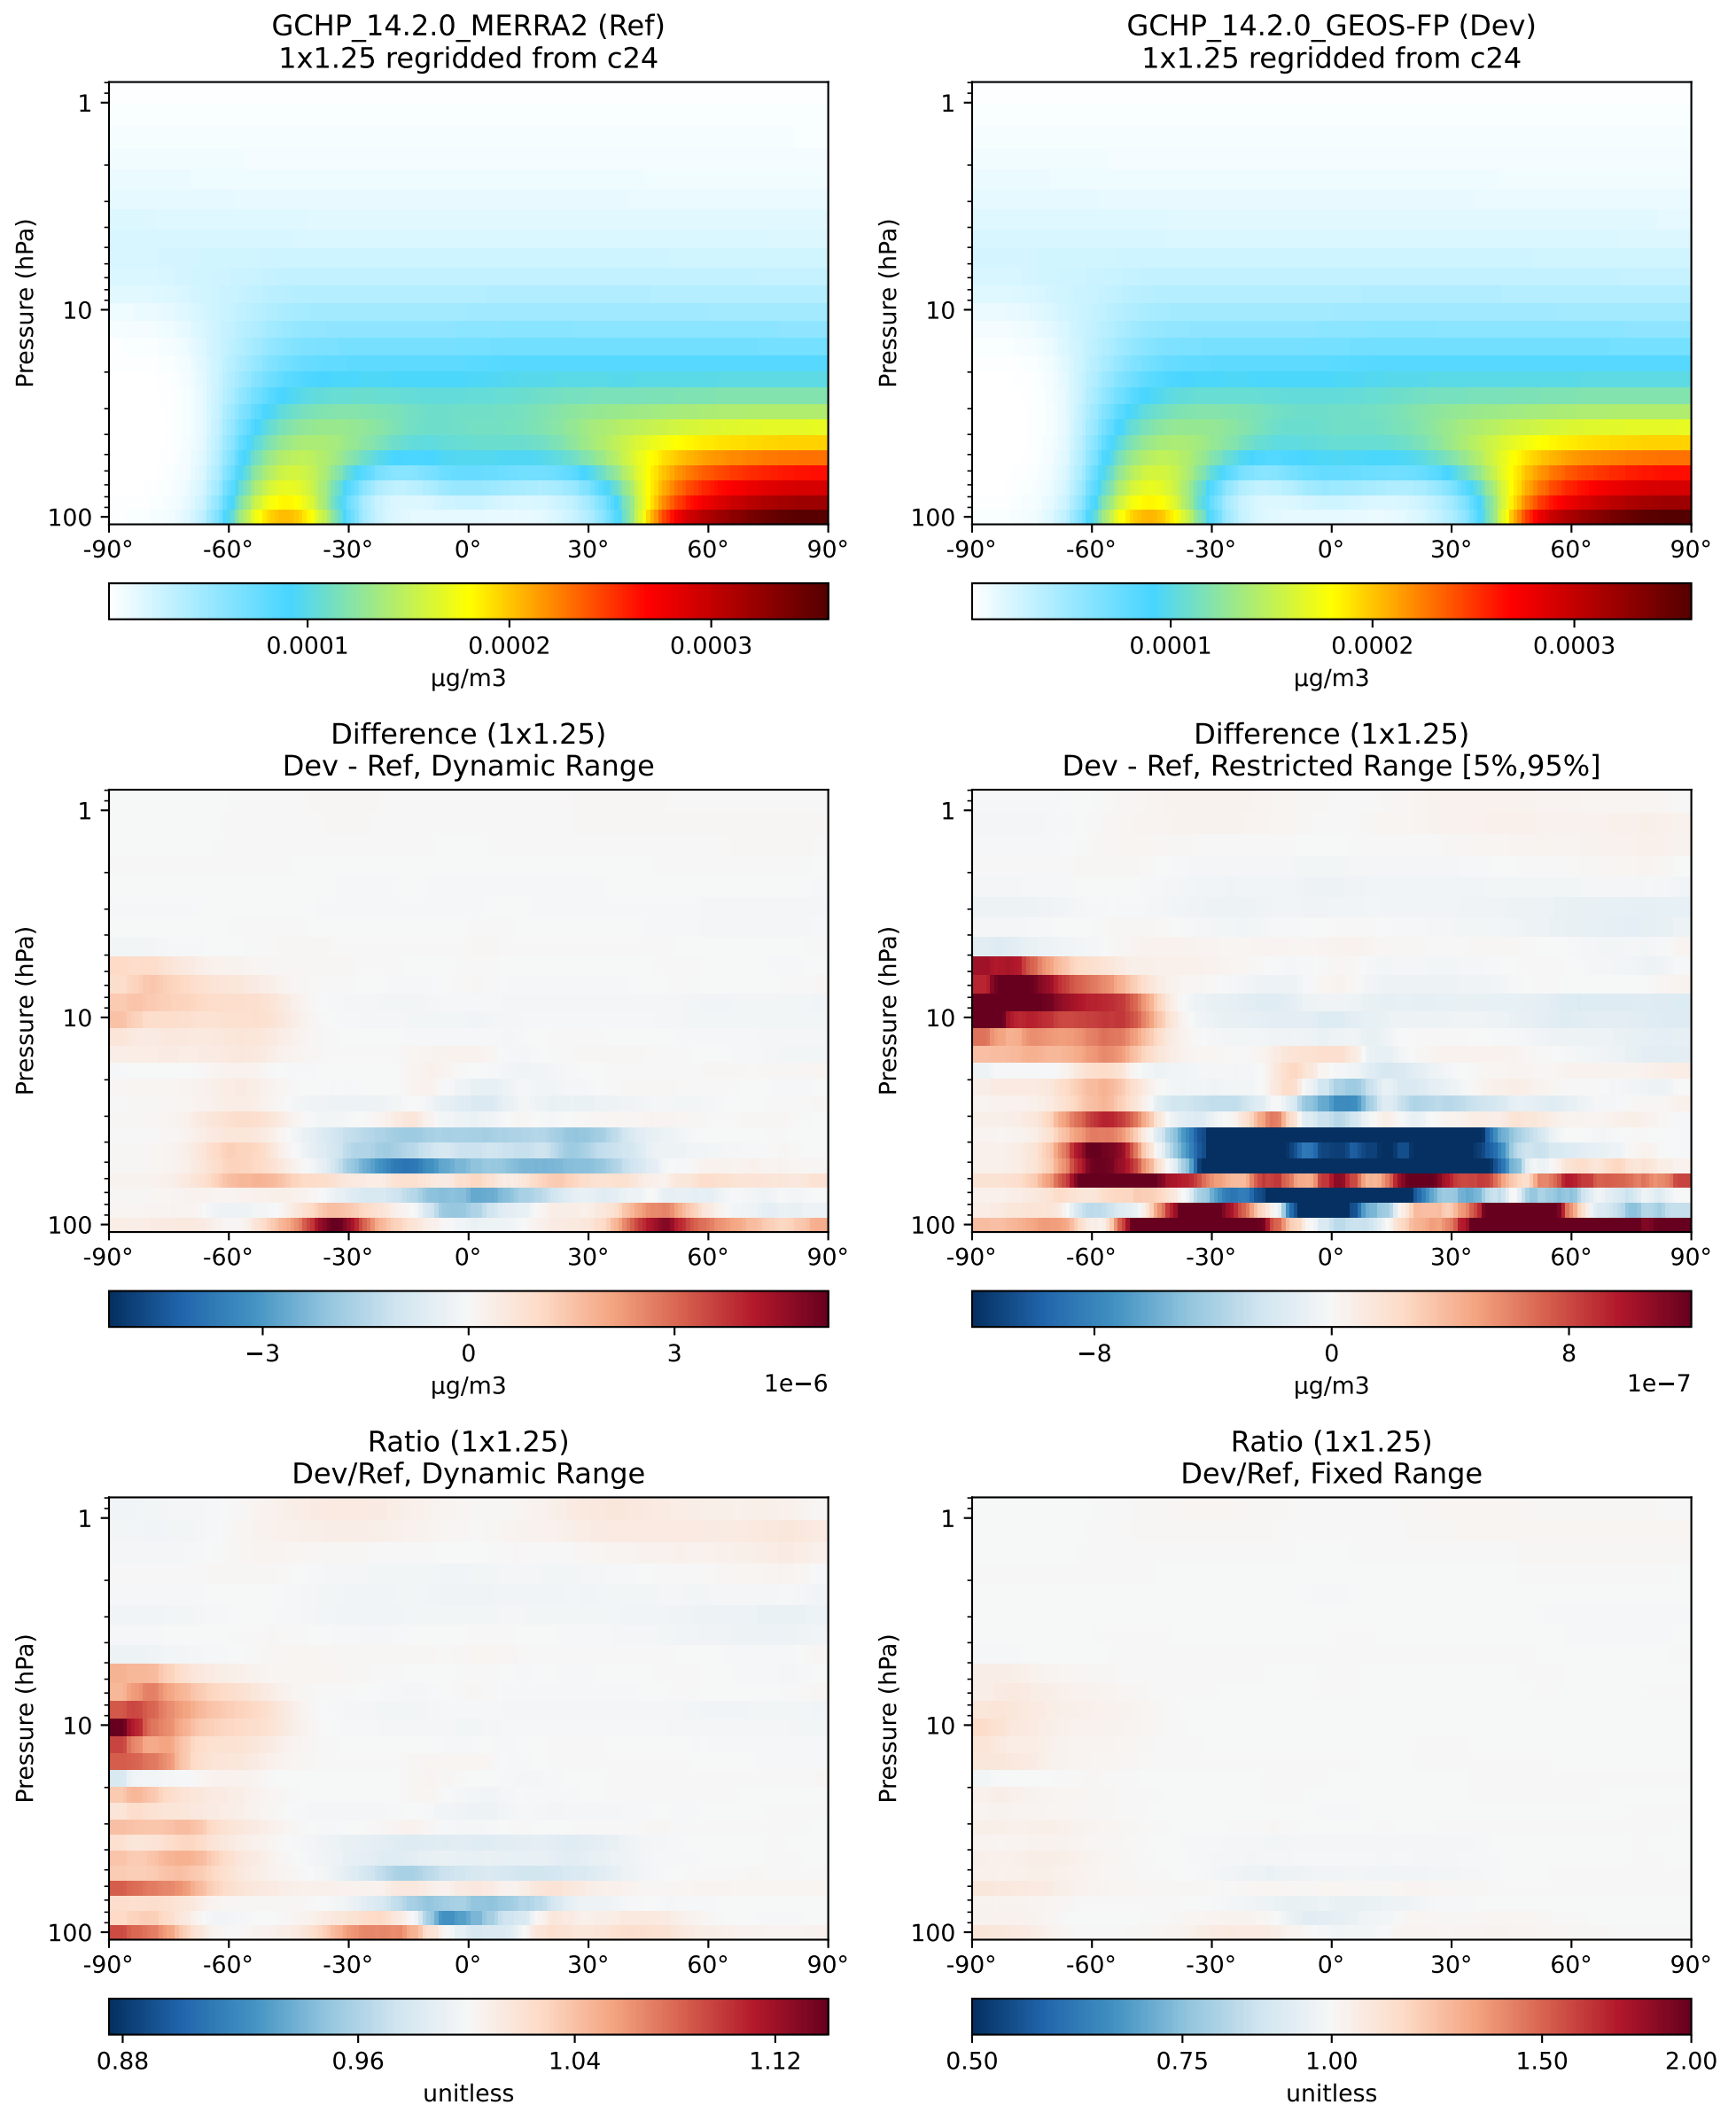 GCHP_14.2.0_MERRA2 (Ref)
1x1.25 regridded from c24
Pressure (hPa)
1
10
100
-90° -60° -30° 0° 30° 60° 90°
0.0001 0.0002 0.0003
µg/m3
GCHP_14.2.0_GEOS-FP (Dev)
1x1.25 regridded from c24
Pressure (hPa)
1
10
100
-90° -60° -30° 0° 30° 60° 90°
0.0001 0.0002 0.0003
µg/m3
Difference (1x1.25)
Dev - Ref, Dynamic Range
Pressure (hPa)
1
10
100
-90° -60° -30° 0° 30° 60° 90°
−3 0 3
µg/m3
1e−6
Difference (1x1.25)
Dev - Ref, Restricted Range [5%,95%]
Pressure (hPa)
1
10
100
-90° -60° -30° 0° 30° 60° 90°
−8 0 8
µg/m3
1e−7
Ratio (1x1.25)
Dev/Ref, Dynamic Range
Pressure (hPa)
1
10
100
-90° -60° -30° 0° 30° 60° 90°
0.88 0.96 1.04 1.12
unitless
Ratio (1x1.25)
Dev/Ref, Fixed Range
Pressure (hPa)
1
10
100
-90° -60° -30° 0° 30° 60° 90°
0.50 0.75 1.00 1.50 2.00
unitless